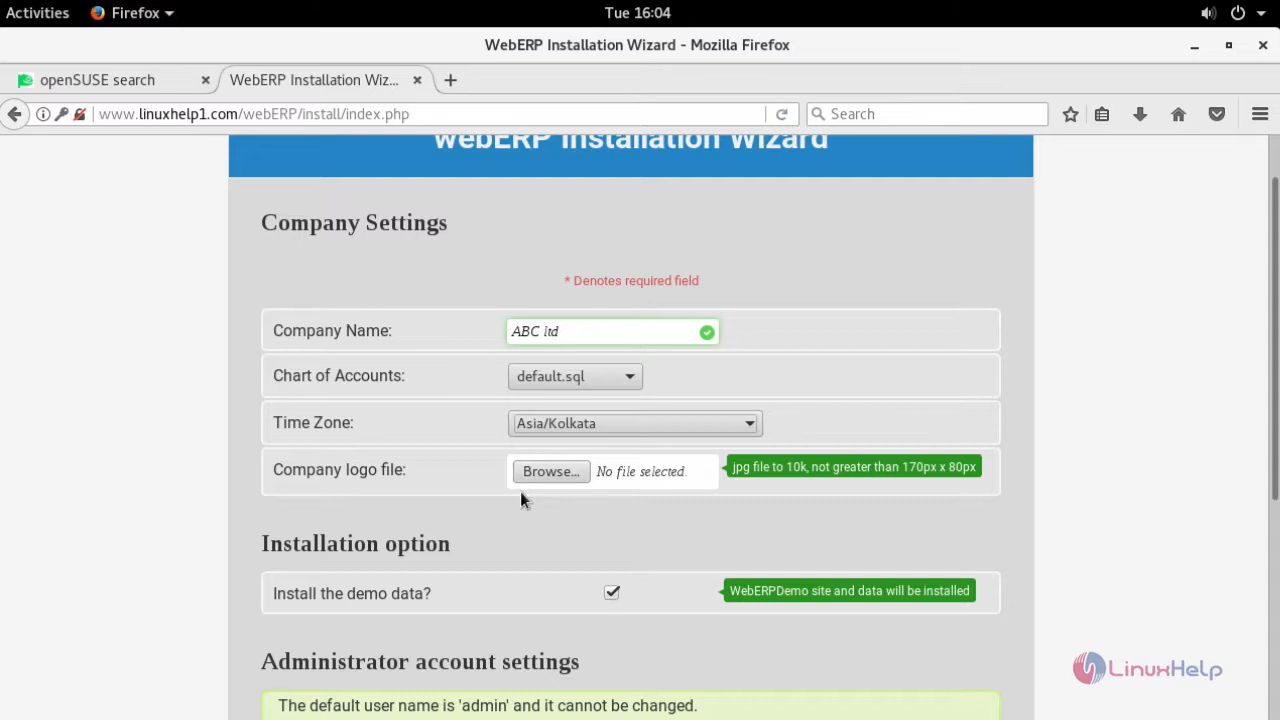 Activities Firefox Tue 16:04
WebERP Installation Wizard - Mozilla Firefox
openSUSE search WebERP Installation Wiz...
www.linuxhelp1.com/webERP/install/index.php Search
webERP Installation Wizard
Company Settings
* Denotes required field
Company Name: ABC ltd
Chart of Accounts: default.sql
Time Zone: Asia/Kolkata
Company logo file: Browse... No file selected. jpg file to 10k, not greater than 170px x 80px
Installation option
Install the demo data? WebERPDemo site and data will be installed
Administrator account settings
LinuxHelp
The default user name is 'admin' and it cannot be changed.